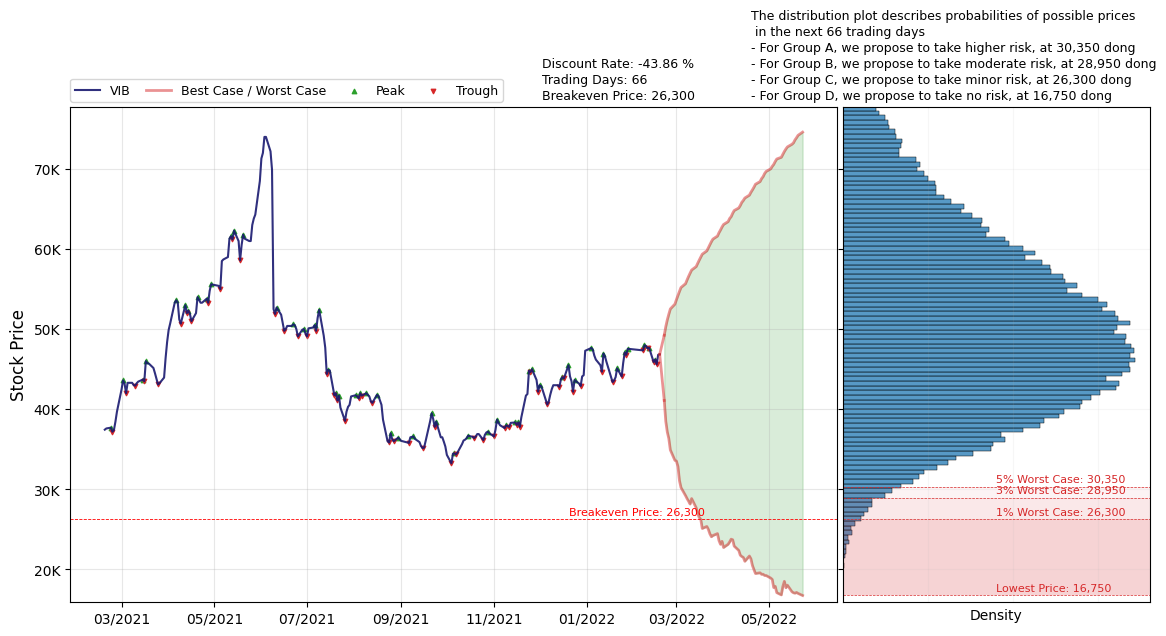 The distribution plot describes probabilities of possible prices
in the next 66 trading days
- For Group A, we propose to take higher risk, at 30,350 dong
- For Group B, we propose to take moderate risk, at 28,950 dong
- For Group C, we propose to take minor risk, at 26,300 dong
- For Group D, we propose to take no risk, at 16,750 dong
Discount Rate: -43.86 %
Trading Days: 66
Breakeven Price: 26,300
VIB Best Case / Worst Case Peak Trough
Stock Price
70K
60K
50K
40K
30K
20K
Breakeven Price: 26,300
5% Worst Case: 30,350
3% Worst Case: 28,950
1% Worst Case: 26,300
Lowest Price: 16,750
03/2021 05/2021 07/2021 09/2021 11/2021 01/2022 03/2022 05/2022
Density